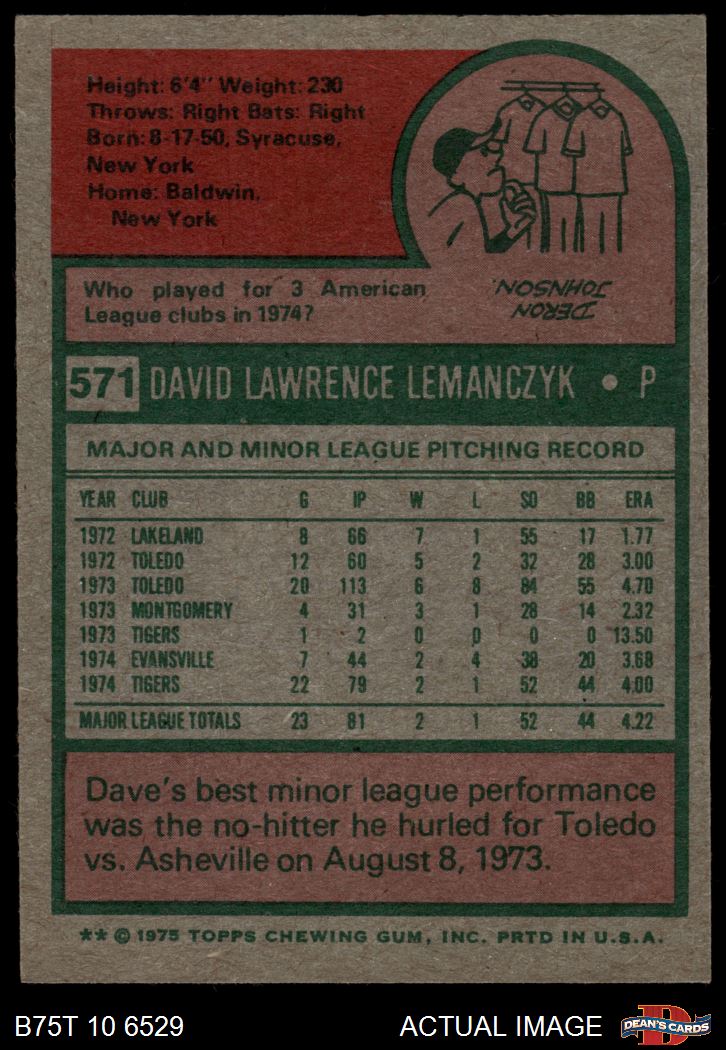 Height: 6'4" Weight: 230
Throws: Right Bats: Right
Born: 8-17-50, Syracuse,
New York
Home: Baldwin,
New York
Who played for 3 American
League clubs in 1974?
DERON
JOHNSON.
571 DAVID LAWRENCE LEMANCZYK • P
MAJOR AND MINOR LEAGUE PITCHING RECORD
YEAR CLUB G IP W L SO BB ERA
1972 LAKELAND 8 66 7 1 55 17 1.77
1972 TOLEDO 12 60 5 2 32 28 3.00
1973 TOLEDO 20 113 6 8 84 55 4.70
1973 MONTGOMERY 4 31 3 1 28 14 2.32
1973 TIGERS 1 2 0 0 0 0 13.50
1974 EVANSVILLE 7 44 2 4 38 20 3.68
1974 TIGERS 22 79 2 1 52 44 4.00
MAJOR LEAGUE TOTALS 23 81 2 1 52 44 4.22
Dave's best minor league performance
was the no-hitter he hurled for Toledo
vs. Asheville on August 8, 1973.
** © 1975 TOPPS CHEWING GUM, INC. PRTD IN U.S.A.
B75T 10 6529 ACTUAL IMAGE D DEAN'S CARDS